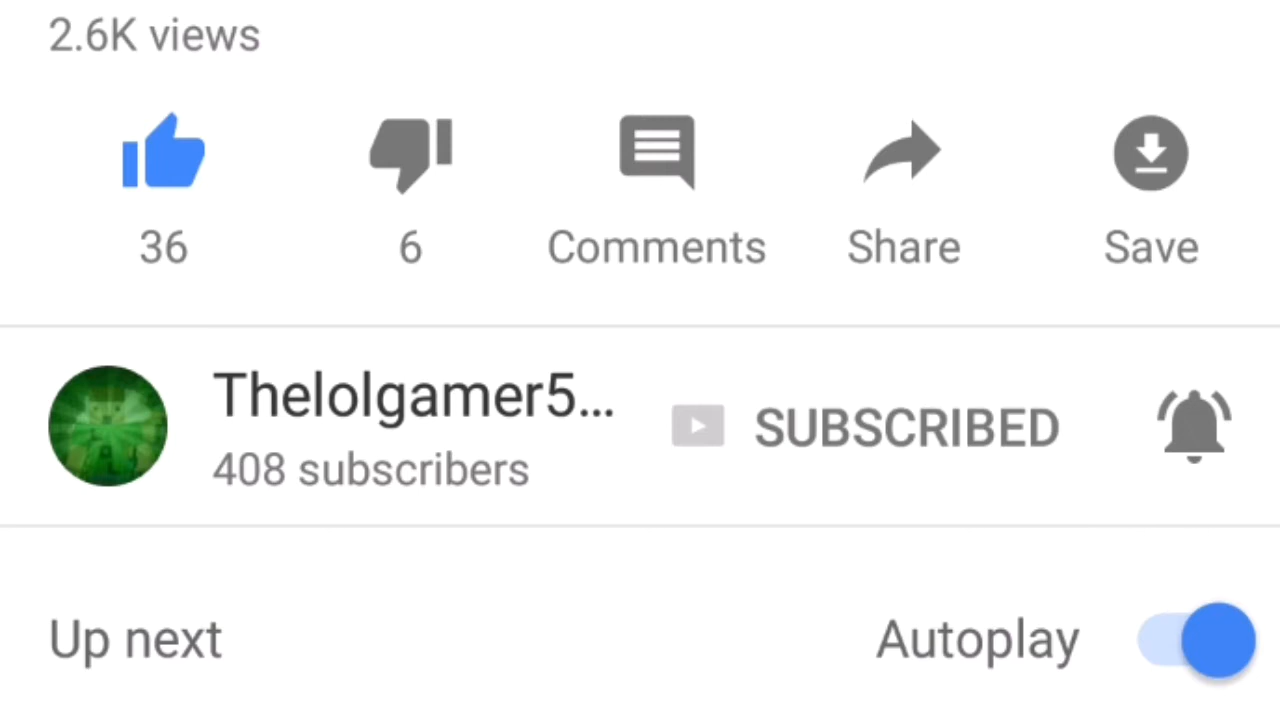 2.6K views
36 6 Comments Share Save
Thelolgamer5... SUBSCRIBED
408 subscribers
Up next Autoplay